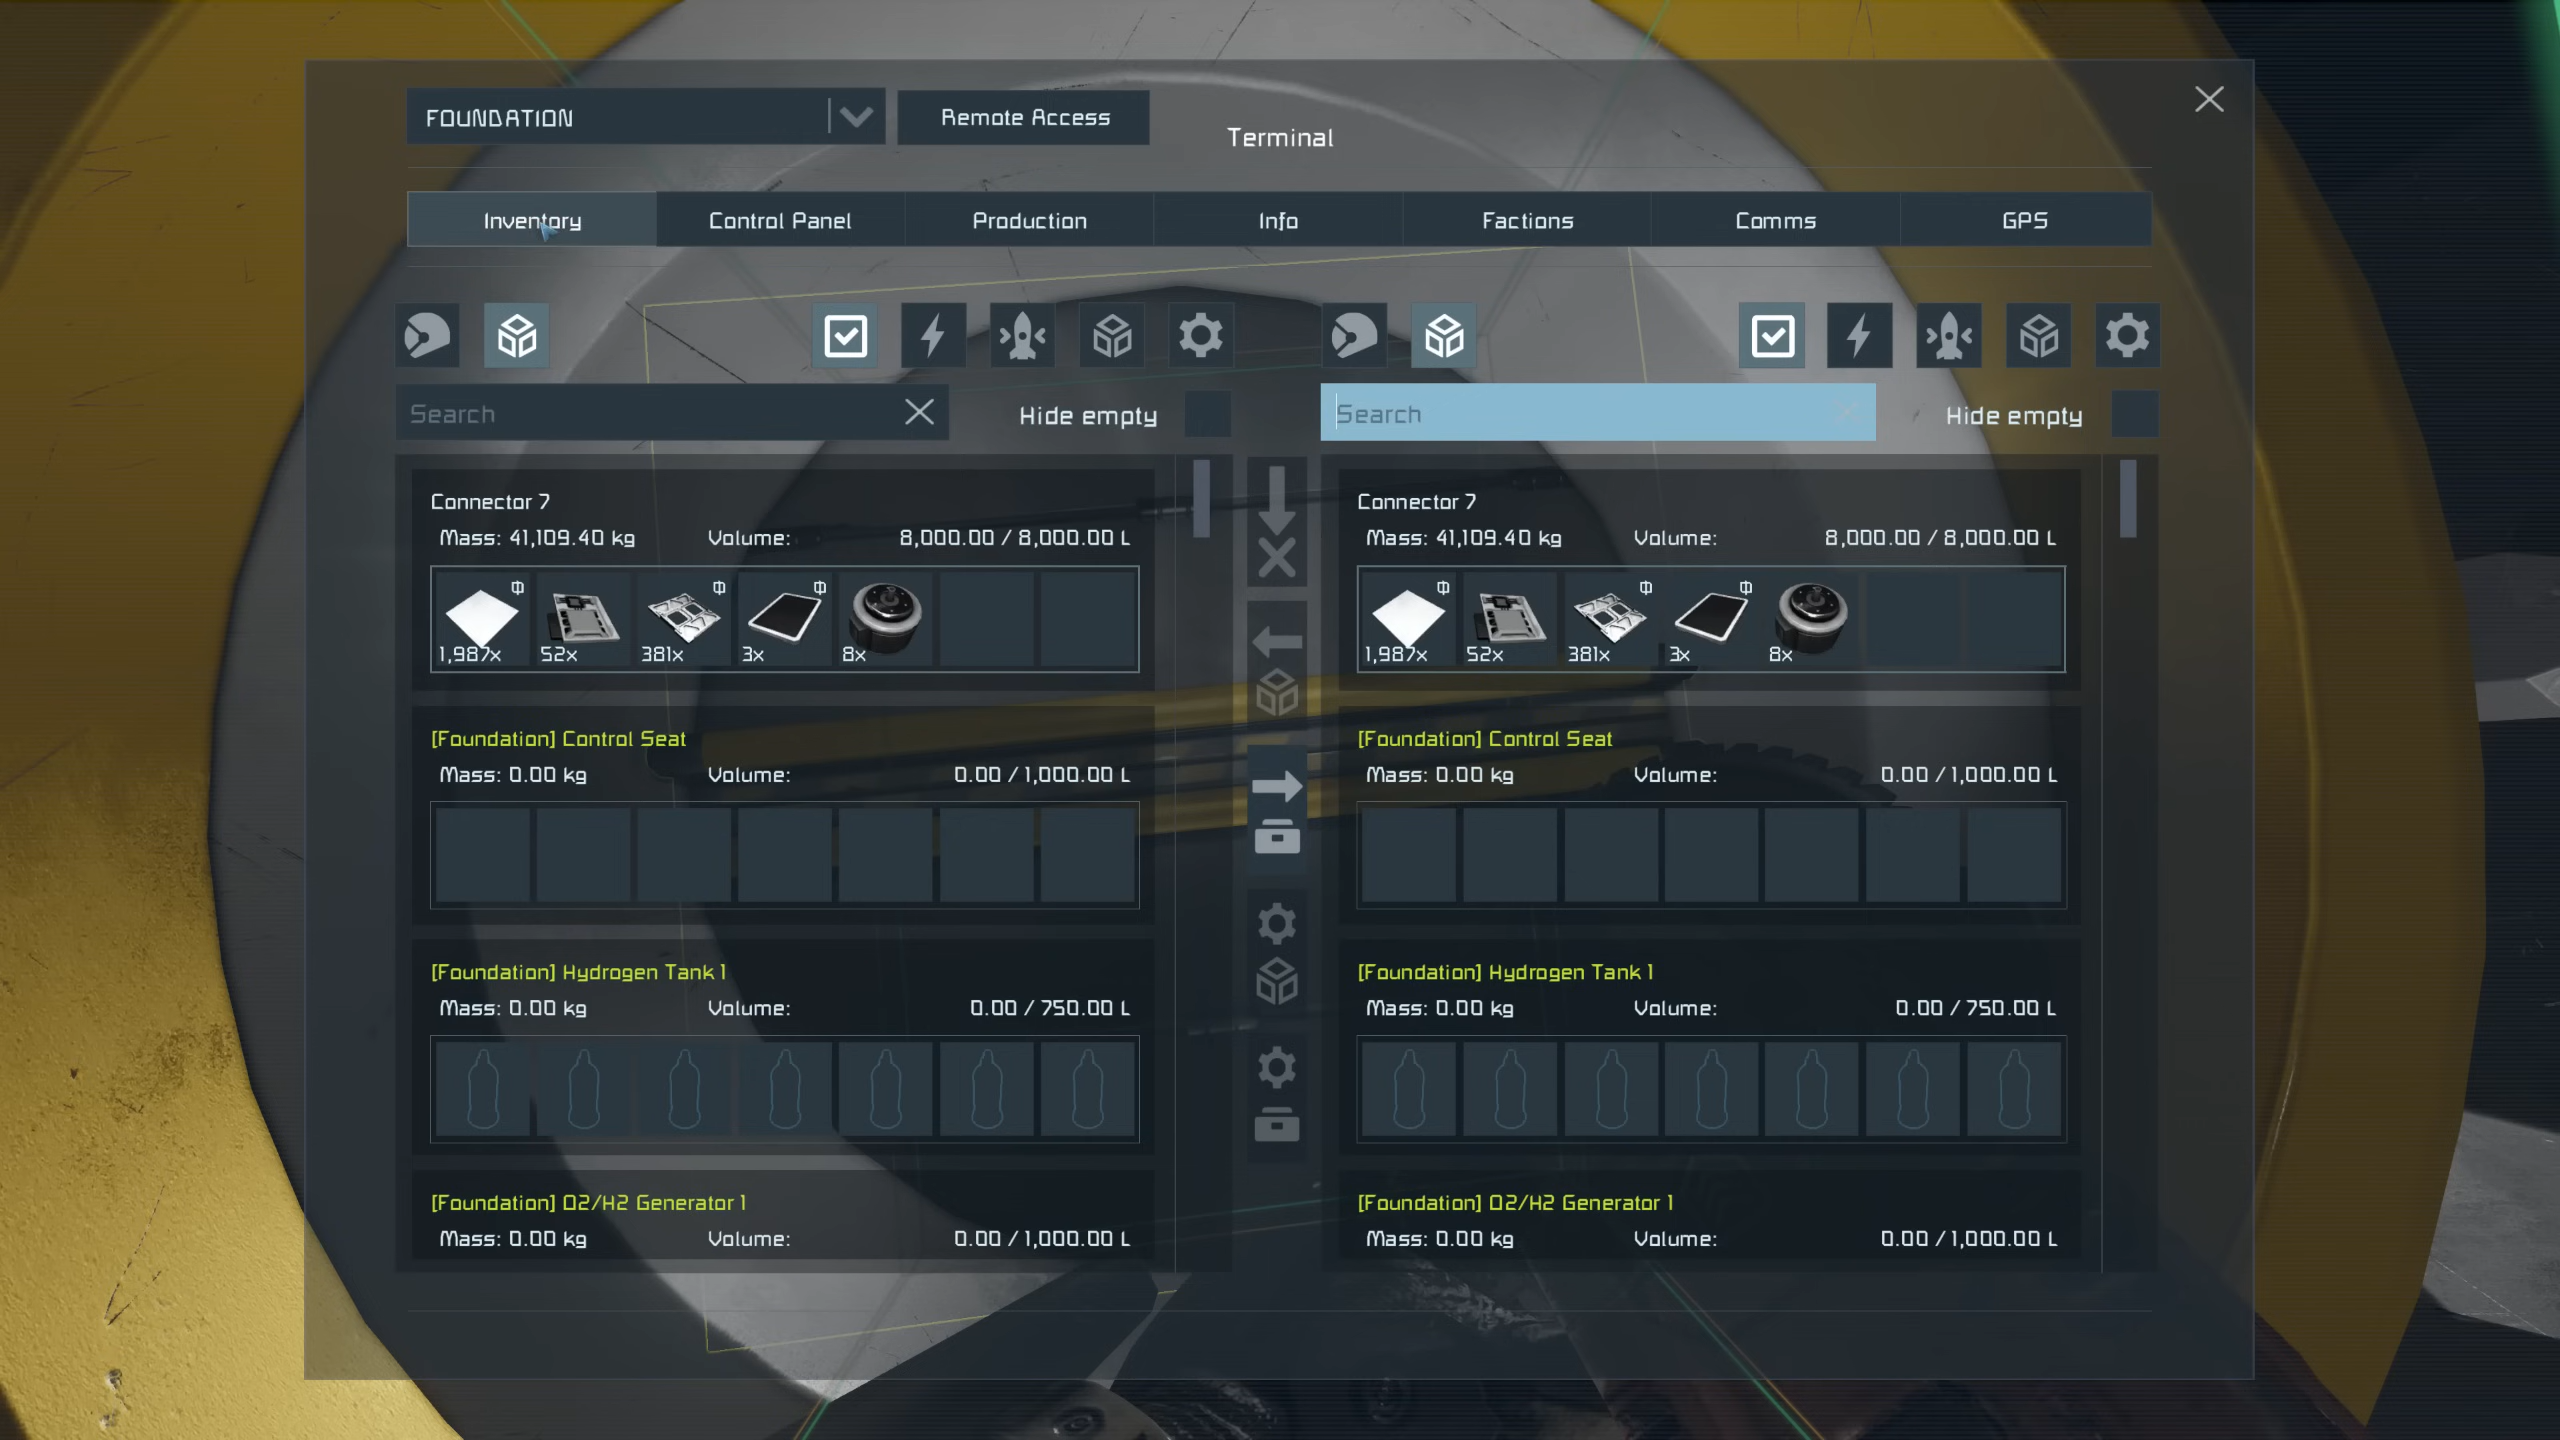 FOUNDATION
Remote Access
Terminal
Inventory
Control Panel
Production
Info
Factions
Comms
GPS
Search
Hide empty
Search
Hide empty
Connector 7
Mass: 41,109.40 kg Volume: 8,000.00 / 8,000.00 L
1,987x 52x 381x 3x 8x
[Foundation] Control Seat
Mass: 0.00 kg Volume: 0.00 / 1,000.00 L
[Foundation] Hydrogen Tank 1
Mass: 0.00 kg Volume: 0.00 / 750.00 L
[Foundation] O2/H2 Generator 1
Mass: 0.00 kg Volume: 0.00 / 1,000.00 L
Connector 7
Mass: 41,109.40 kg Volume: 8,000.00 / 8,000.00 L
1,987x 52x 381x 3x 8x
[Foundation] Control Seat
Mass: 0.00 kg Volume: 0.00 / 1,000.00 L
[Foundation] Hydrogen Tank 1
Mass: 0.00 kg Volume: 0.00 / 750.00 L
[Foundation] O2/H2 Generator 1
Mass: 0.00 kg Volume: 0.00 / 1,000.00 L